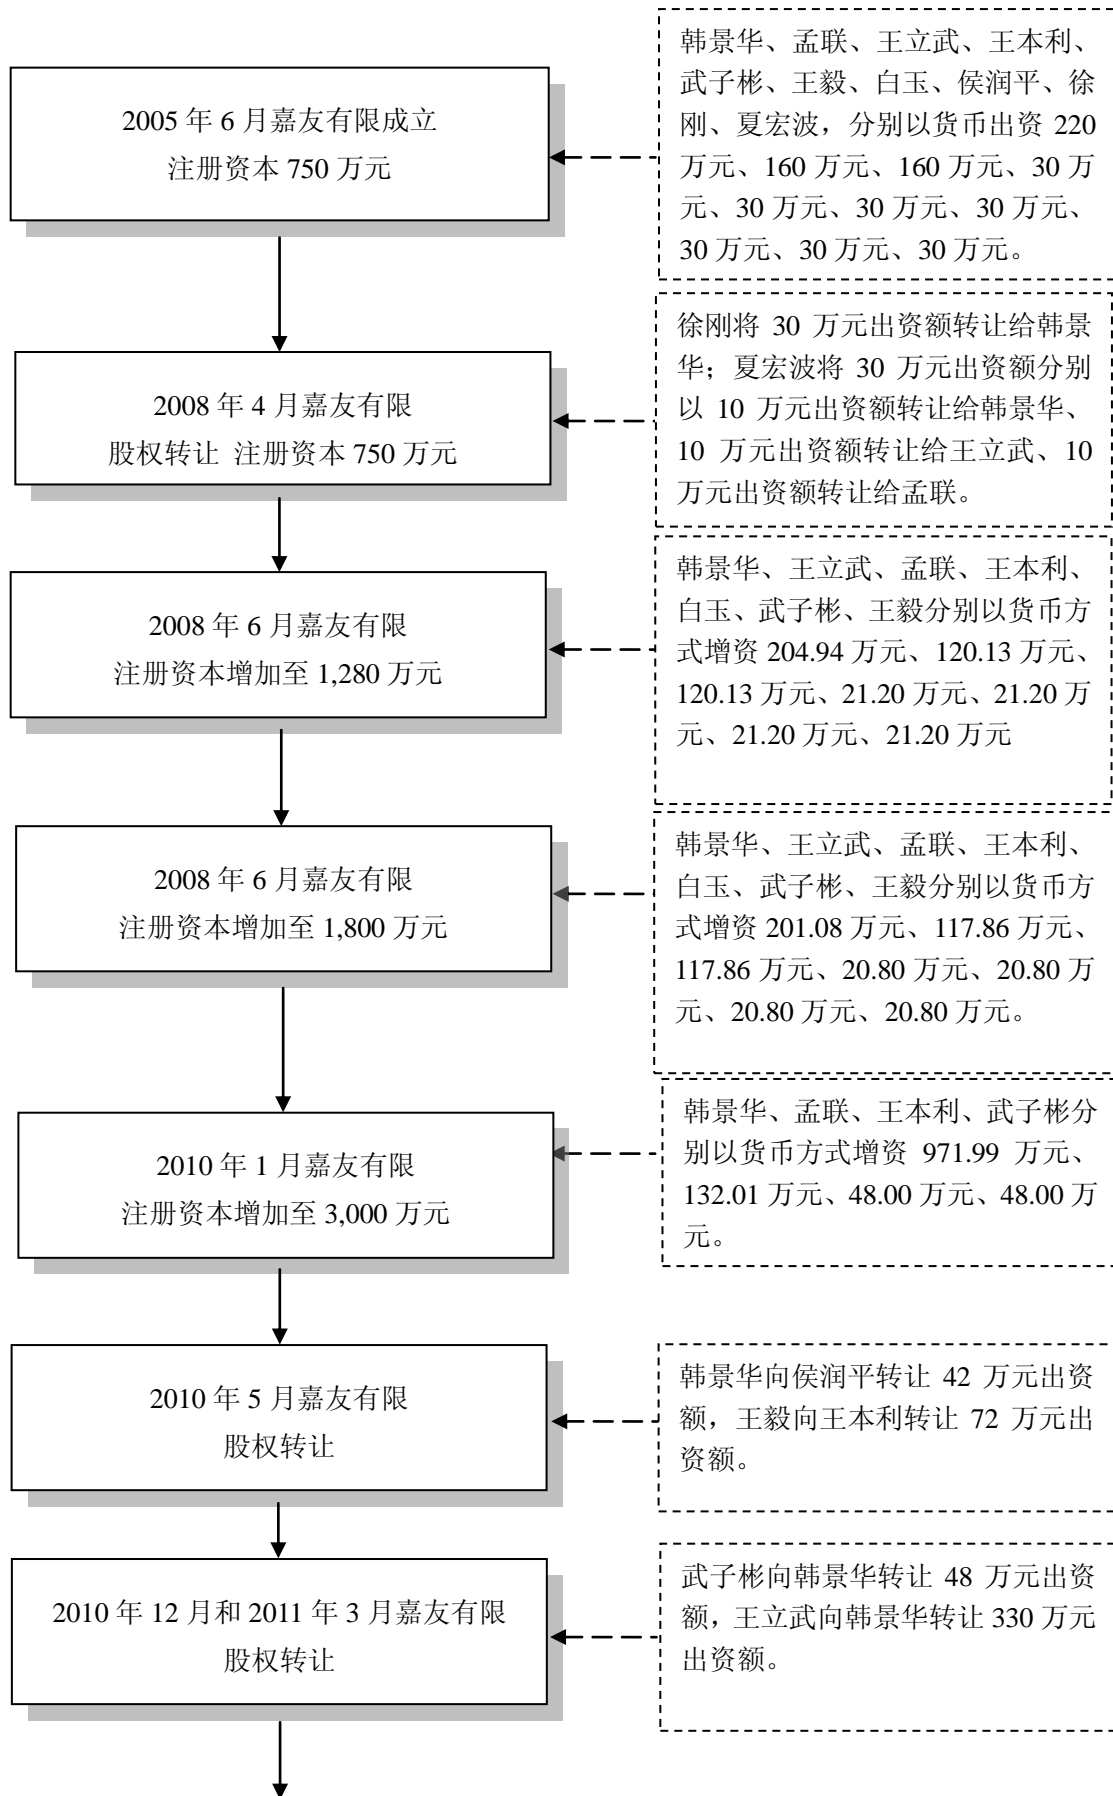 2005 年 6 月嘉友有限成立
注册资本 750 万元
韩景华、孟联、王立武、王本利、
武子彬、王毅、白玉、侯润平、徐
刚、夏宏波，分别以货币出资 220
万元、160 万元、160 万元、30 万
元、30 万元、30 万元、30 万元、
30 万元、30 万元、30 万元。
2008 年 4 月嘉友有限
股权转让 注册资本 750 万元
徐刚将 30 万元出资额转让给韩景
华；夏宏波将 30 万元出资额分别
以 10 万元出资额转让给韩景华、
10 万元出资额转让给王立武、10
万元出资额转让给孟联。
2008 年 6 月嘉友有限
注册资本增加至 1,280 万元
韩景华、王立武、孟联、王本利、
白玉、武子彬、王毅分别以货币方
式增资 204.94 万元、120.13 万元、
120.13 万元、21.20 万元、21.20 万
元、21.20 万元、21.20 万元
2008 年 6 月嘉友有限
注册资本增加至 1,800 万元
韩景华、王立武、孟联、王本利、
白玉、武子彬、王毅分别以货币方
式增资 201.08 万元、117.86 万元、
117.86 万元、20.80 万元、20.80 万
元、20.80 万元、20.80 万元。
2010 年 1 月嘉友有限
注册资本增加至 3,000 万元
韩景华、孟联、王本利、武子彬分
别以货币方式增资 971.99 万元、
132.01 万元、48.00 万元、48.00 万
元。
2010 年 5 月嘉友有限
股权转让
韩景华向侯润平转让 42 万元出资
额，王毅向王本利转让 72 万元出
资额。
2010 年 12 月和 2011 年 3 月嘉友有限
股权转让
武子彬向韩景华转让 48 万元出资
额，王立武向韩景华转让 330 万元
出资额。